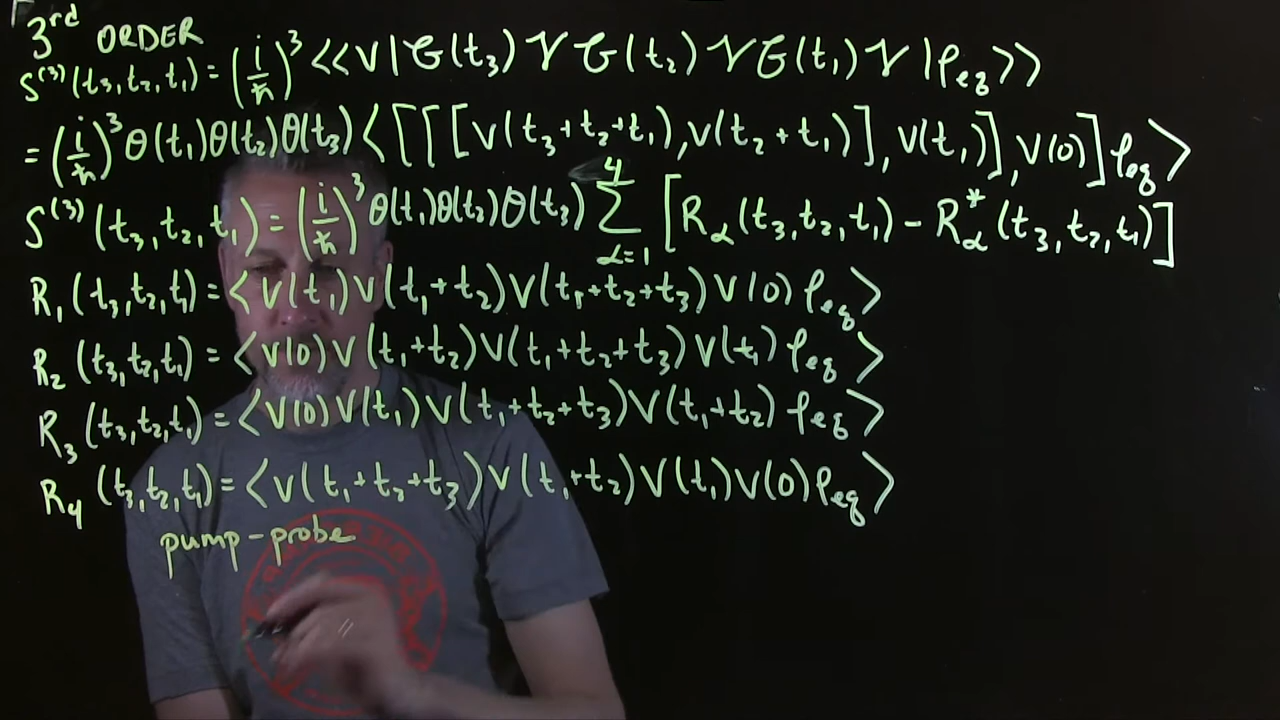 3rd ORDER
S⁽³⁾(t₃,t₂,t₁) = (i/ħ)³ <<V|𝒢(t₃) 𝒱 𝒢(t₂) 𝒱 𝒢(t₁) 𝒱 |ρeq>>
= (i/ħ)³ θ(t₁)θ(t₂)θ(t₃) <[[[V(t₃+t₂+t₁),V(t₂+t₁)],V(t₁)],V(0)]ρeq>
S⁽³⁾(t₃,t₂,t₁) = (i/ħ)³ θ(t₁)θ(t₂)θ(t₃) Σ_{α=1}^{4} [Rα(t₃,t₂,t₁) − Rα*(t₃,t₂,t₁)]
R₁(t₃,t₂,t₁) = <V(t₁)V(t₁+t₂)V(t₁+t₂+t₃)V(0)ρeq>
R₂(t₃,t₂,t₁) = <V(0)V(t₁+t₂)V(t₁+t₂+t₃)V(t₁)ρeq>
R₃(t₃,t₂,t₁) = <V(0)V(t₁)V(t₁+t₂+t₃)V(t₁+t₂)ρeq>
R₄(t₃,t₂,t₁) = <V(t₁+t₂+t₃)V(t₁+t₂)V(t₁)V(0)ρeq>
pump-probe